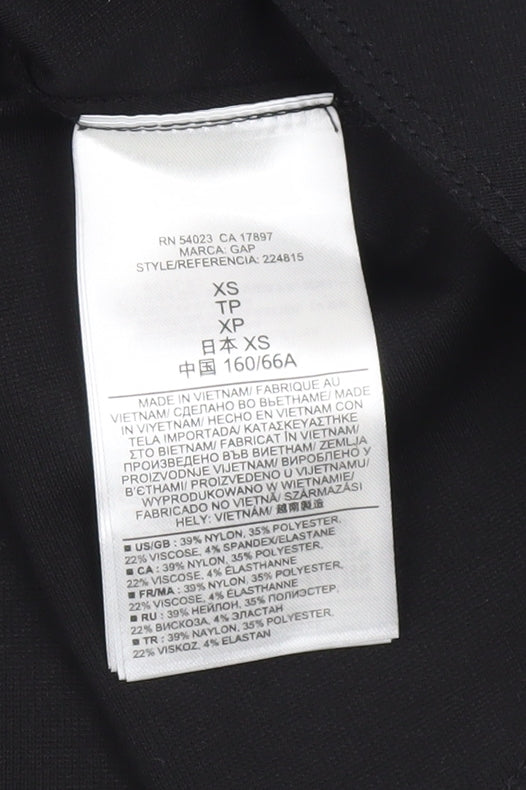 RN 54023 CA 17897
MARCA: GAP
STYLE/REFERENCIA: 224815
XS
TP
XP
日本 XS
中国 160/66A
MADE IN VIETNAM/ FABRIQUE AU
VIETNAM/ СДЕЛАНО ВО ВЬЕТНАМЕ/ MADE
IN VIYETNAM/ HECHO EN VIETNAM CON
TELA IMPORTADA/ ΚΑΤΑΣΚΕΥΑΣΤΗΚΕ
ΣΤΟ ΒΙΕΤΝΑΜ/ FABRICAT ÎN VIETNAM/
ПРОИЗВЕДЕНО ВЪВ ВИЕТНАМ/ ZEMLJA
PROIZVODNJE VIJETNAM/ ВИРОБЛЕНО У
В'ЄТНАМІ/ PROIZVEDENO U VIJETNAMU/
WYPRODUKOWANO W WIETNAMIE/
FABRICADO NO VIETNÃ/ SZÁRMAZÁSI
HELY: VIETNÁM/ 越南製造
■ US/GB : 39% NYLON, 35% POLYESTER,
22% VISCOSE, 4% SPANDEX/ELASTANE
■ CA : 39% NYLON, 35% POLYESTER,
22% VISCOSE, 4% ÉLASTHANNE
■ FR/MA : 39% NYLON, 35% POLYESTER,
22% VISCOSE, 4% ÉLASTHANNE
■ RU : 39% НЕЙЛОН, 35% ПОЛИЭСТЕР,
22% ВИСКОЗА, 4% ЭЛАСТАН
■ TR : 39% NAYLON, 35% POLYESTER,
22% VISKOZ, 4% ELASTAN